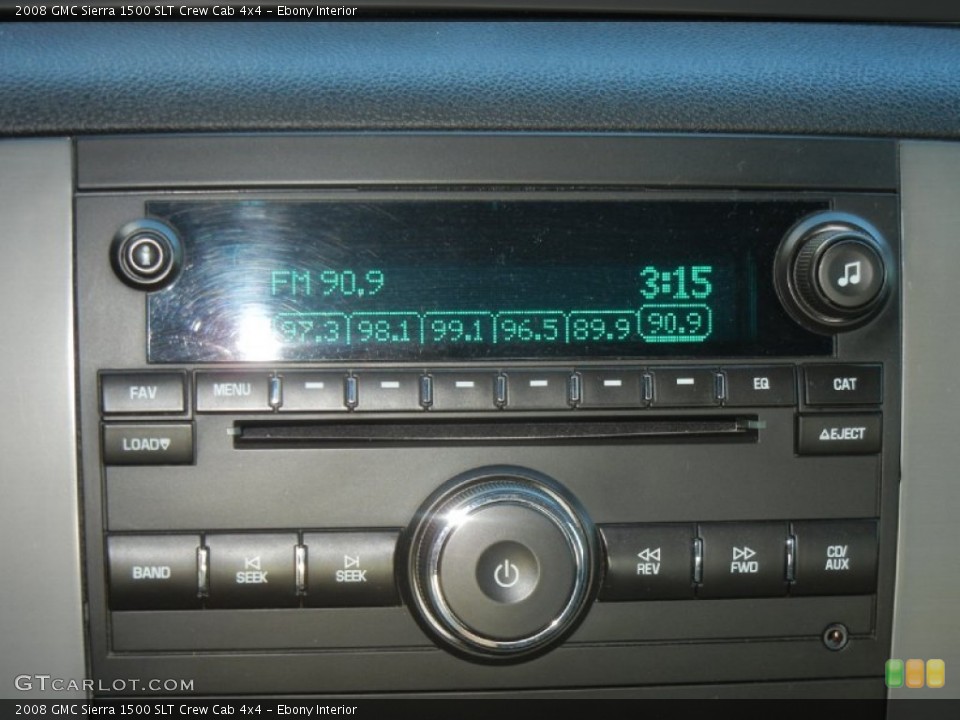 2008 GMC Sierra 1500 SLT Crew Cab 4x4 - Ebony Interior
FM 90.9 3:15
97.3 98.1 99.1 96.5 89.9 90.9
FAV MENU EQ CAT
LOAD EJECT
BAND SEEK SEEK REV FWD CD/AUX
GTCARLOT.COM
2008 GMC Sierra 1500 SLT Crew Cab 4x4 - Ebony Interior